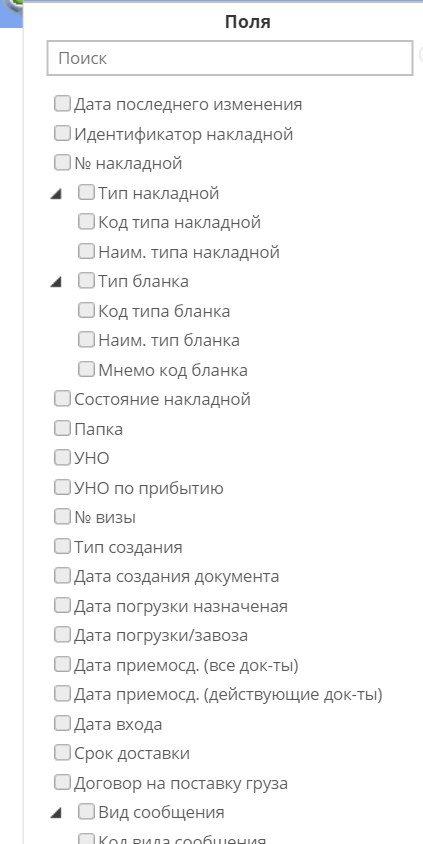 Поля
Поиск
Дата последнего изменения
Идентификатор накладной
№ накладной
Тип накладной
Код типа накладной
Наим. типа накладной
Тип бланка
Код типа бланка
Наим. тип бланка
Мнемо код бланка
Состояние накладной
Папка
УНО
УНО по прибытию
№ визы
Тип создания
Дата создания документа
Дата погрузки назначеная
Дата погрузки/завоза
Дата приемосд. (все док-ты)
Дата приемосд. (действующие док-ты)
Дата входа
Срок доставки
Договор на поставку груза
Вид сообщения
Код вида сообщения